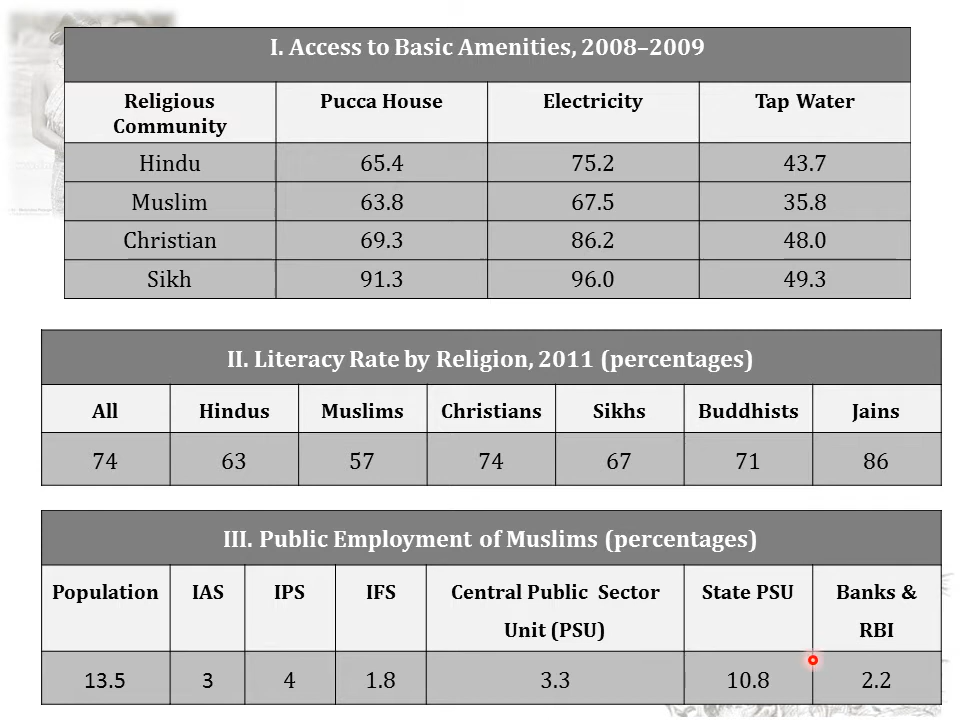 I. Access to Basic Amenities, 2008–2009
Religious Community Pucca House Electricity Tap Water
Hindu 65.4 75.2 43.7
Muslim 63.8 67.5 35.8
Christian 69.3 86.2 48.0
Sikh 91.3 96.0 49.3
II. Literacy Rate by Religion, 2011 (percentages)
All Hindus Muslims Christians Sikhs Buddhists Jains
74 63 57 74 67 71 86
III. Public Employment of Muslims (percentages)
Population IAS IPS IFS Central Public Sector Unit (PSU) State PSU Banks & RBI
13.5 3 4 1.8 3.3 10.8 2.2